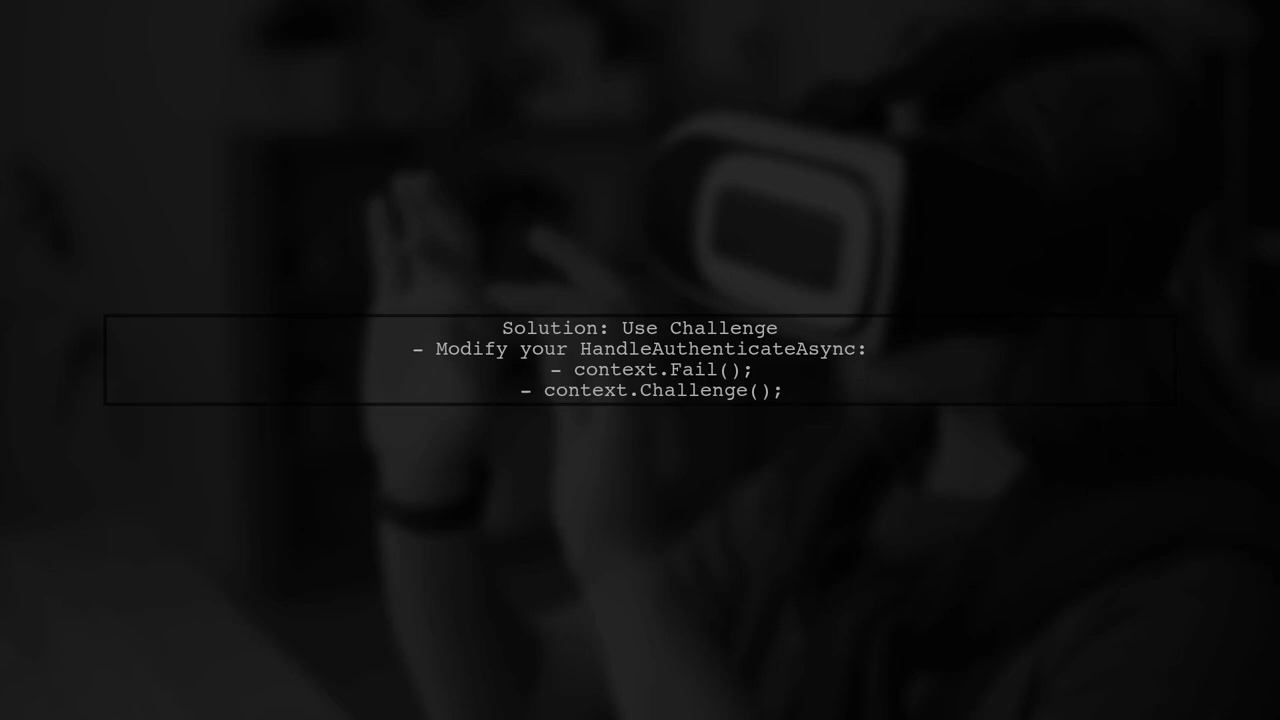 Solution: Use Challenge
- Modify your HandleAuthenticateAsync:
- context.Fail();
- context.Challenge();